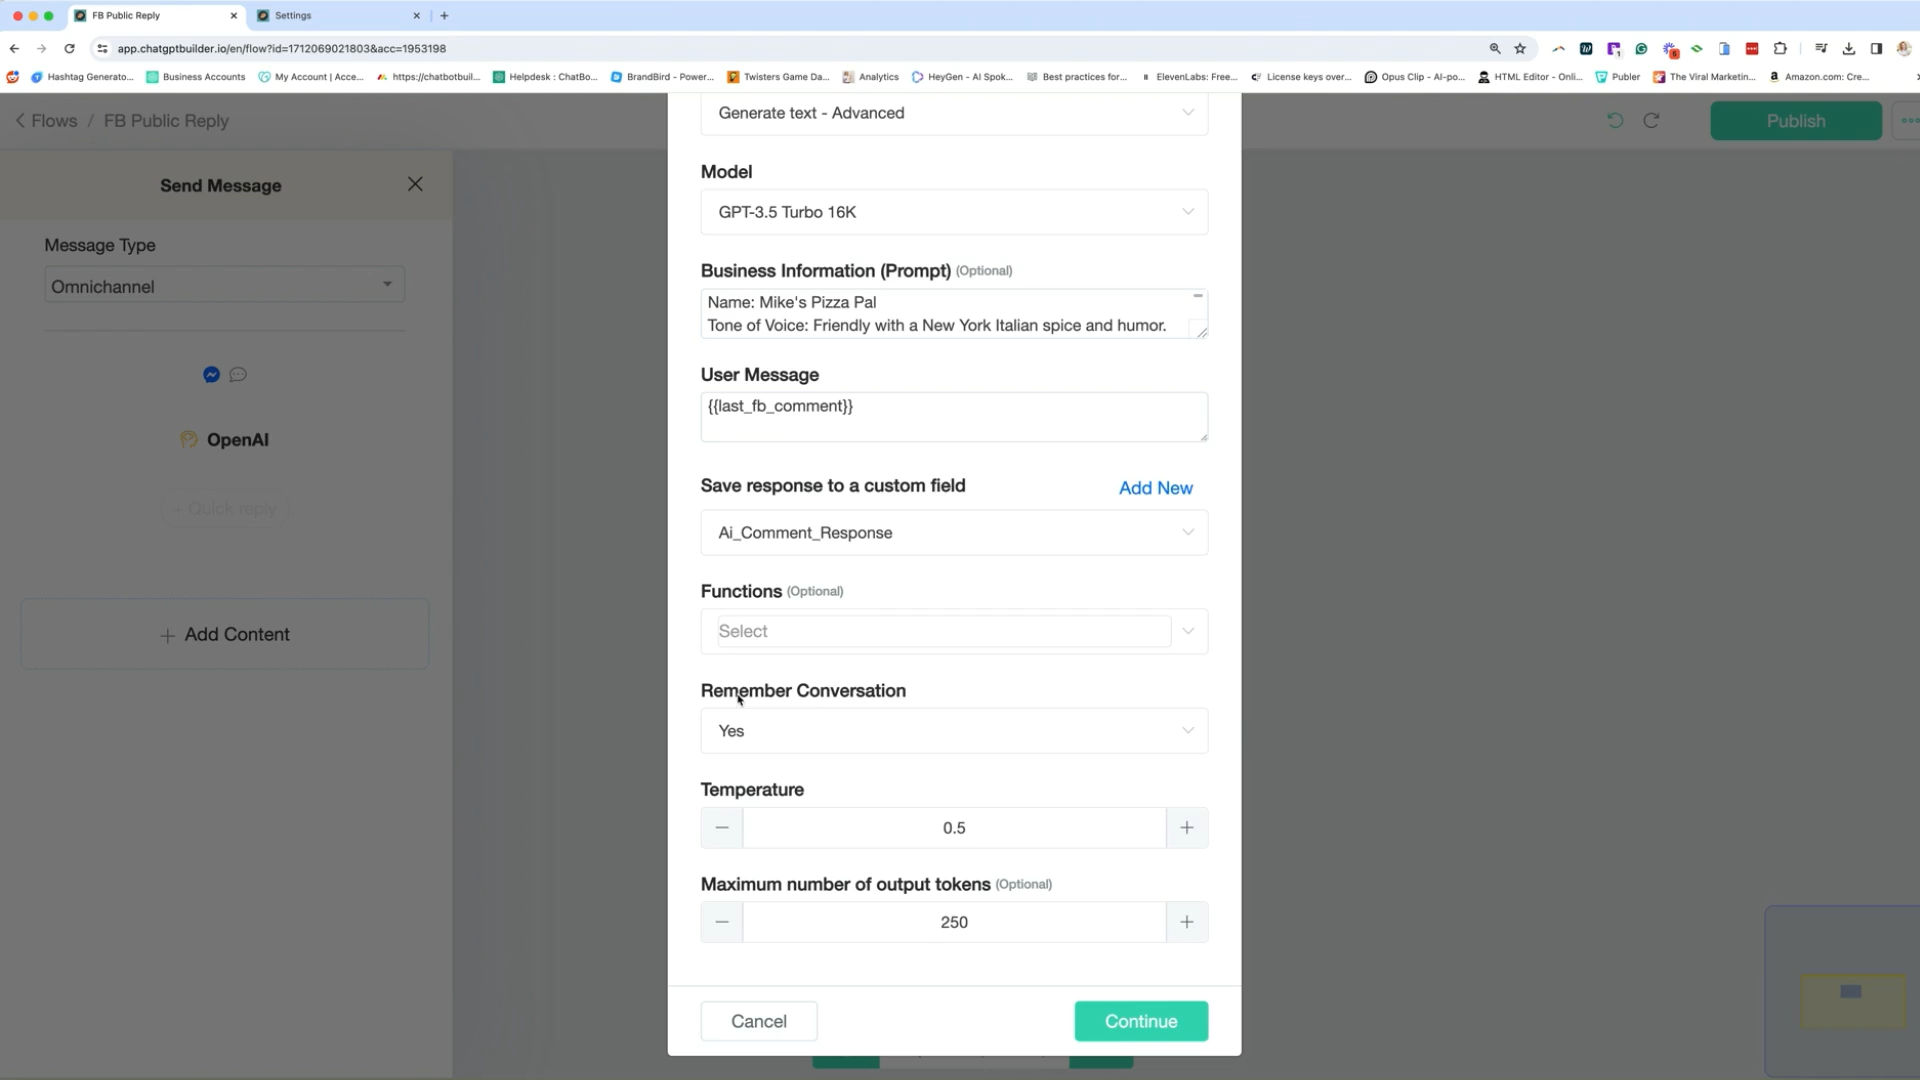 FB Public Reply
Settings
app.chatgptbuilder.io/en/flow?id=1712069021803&acc=1953198
Hashtag Generato...
Business Accounts
My Account | Acce...
https://chatbotbuil...
Helpdesk : ChatBo...
BrandBird - Power...
Twisters Game Da...
Analytics
HeyGen - AI Spok...
Best practices for...
ElevenLabs: Free...
License keys over...
Opus Clip - AI-po...
HTML Editor - Onli...
Publer
The Viral Marketin...
Amazon.com: Cre...
Flows / FB Public Reply
Publish
Send Message
Message Type
Omnichannel
OpenAI
+ Quick reply
+ Add Content
Generate text - Advanced
Model
GPT-3.5 Turbo 16K
Business Information (Prompt) (Optional)
Name: Mike's Pizza Pal
Tone of Voice: Friendly with a New York Italian spice and humor.
User Message
{{last_fb_comment}}
Save response to a custom field
Add New
Ai_Comment_Response
Functions (Optional)
Select
Remember Conversation
Yes
Temperature
0.5
Maximum number of output tokens (Optional)
250
Cancel
Continue